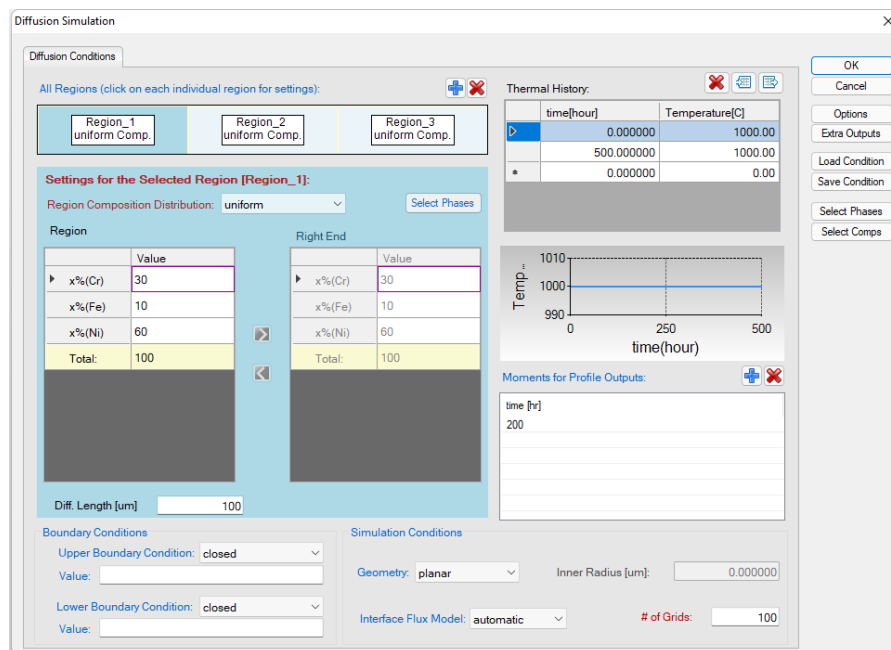 Diffusion Simulation
Diffusion Conditions
All Regions (click on each individual region for settings):
Region_1
uniform Comp.
Region_2
uniform Comp.
Region_3
uniform Comp.
Settings for the Selected Region [Region_1]:
Region Composition Distribution: uniform
Select Phases
Region
Value
x%(Cr) 30
x%(Fe) 10
x%(Ni) 60
Total: 100
Right End
Value
x%(Cr) 30
x%(Fe) 10
x%(Ni) 60
Total: 100
Diff. Length [um] 100
Boundary Conditions
Upper Boundary Condition: closed
Value:
Lower Boundary Condition: closed
Value:
Thermal History:
time[hour] Temperature[C]
0.000000 1000.00
500.000000 1000.00
* 0.000000 0.00
Temp...
1010
1000
990
0 250 500
time(hour)
Moments for Profile Outputs:
time [hr]
200
Simulation Conditions
Geometry: planar
Inner Radius [um]: 0.000000
Interface Flux Model: automatic
# of Grids: 100
OK
Cancel
Options
Extra Outputs
Load Condition
Save Condition
Select Phases
Select Comps